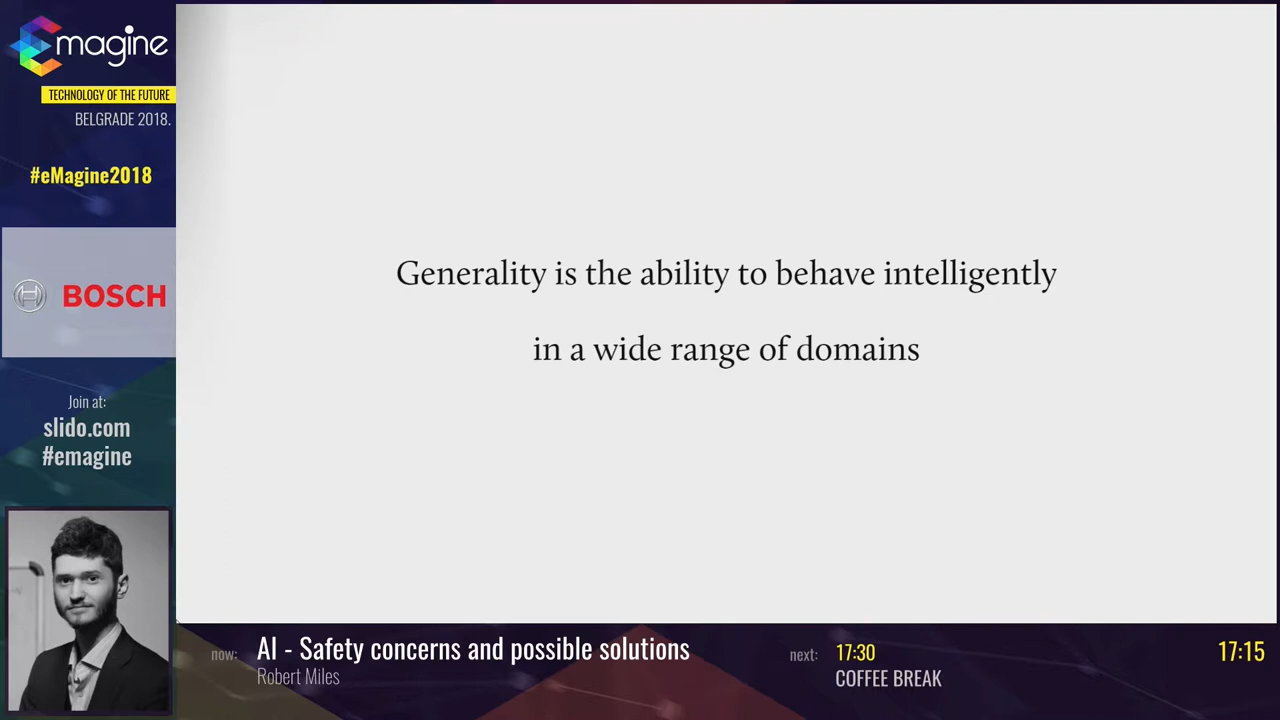 magine
TECHNOLOGY OF THE FUTURE
BELGRADE 2018.
#eMagine2018
BOSCH
Join at:
slido.com
#emagine
Generality is the ability to behave intelligently
in a wide range of domains
now: AI - Safety concerns and possible solutions
Robert Miles
next: 17:30
COFFEE BREAK
17:15